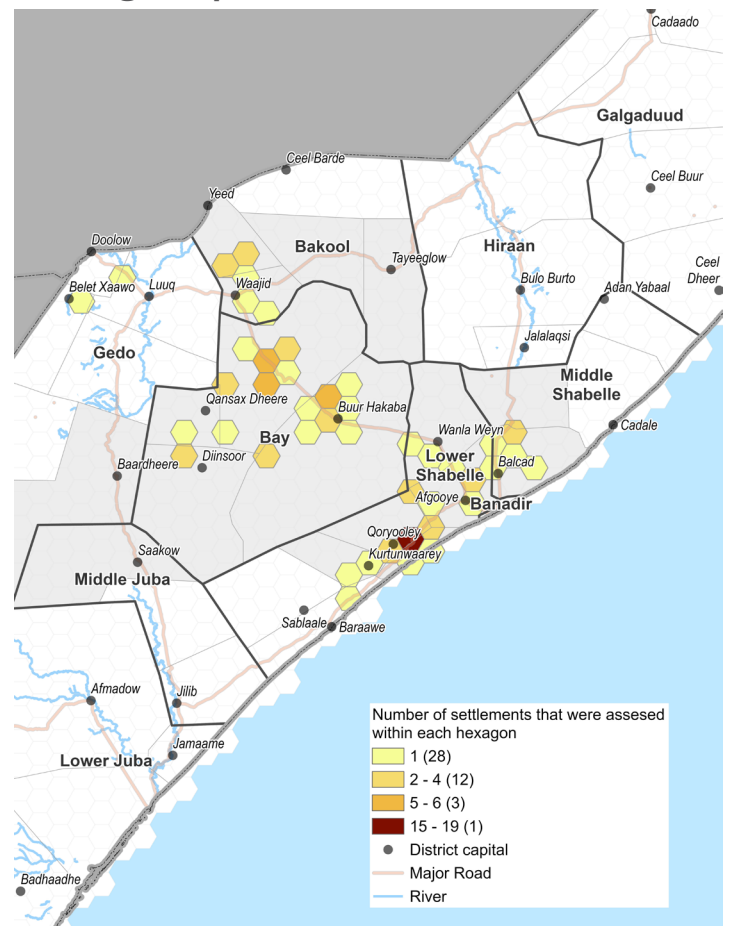 Cadaado
Galgaduud
Ceel Barde
Ceel Buur
Yeed
Doolow
Bakool
Hiraan
Tayeeglow
Ceel
Dheer
Belet Xaawo
Luuq
Waajid
Bulo Burto
Adan Yabaal
Gedo
Jalalaqsi
Middle
Shabelle
Qansax Dheere
Buur Hakaba
Cadale
Bay
Wanla Weyn
Baardheere
Diinsoor
Lower
Shabelle
Balcad
Afgooye
Banadir
Qoryooley
Saakow
Kurtunwaarey
Middle Juba
Sablaale
Baraawe
Afmadow
Jilib
Jamaame
Lower Juba
Badhaadhe
Number of settlements that were assesed
within each hexagon
1 (28)
2 - 4 (12)
5 - 6 (3)
15 - 19 (1)
District capital
Major Road
River